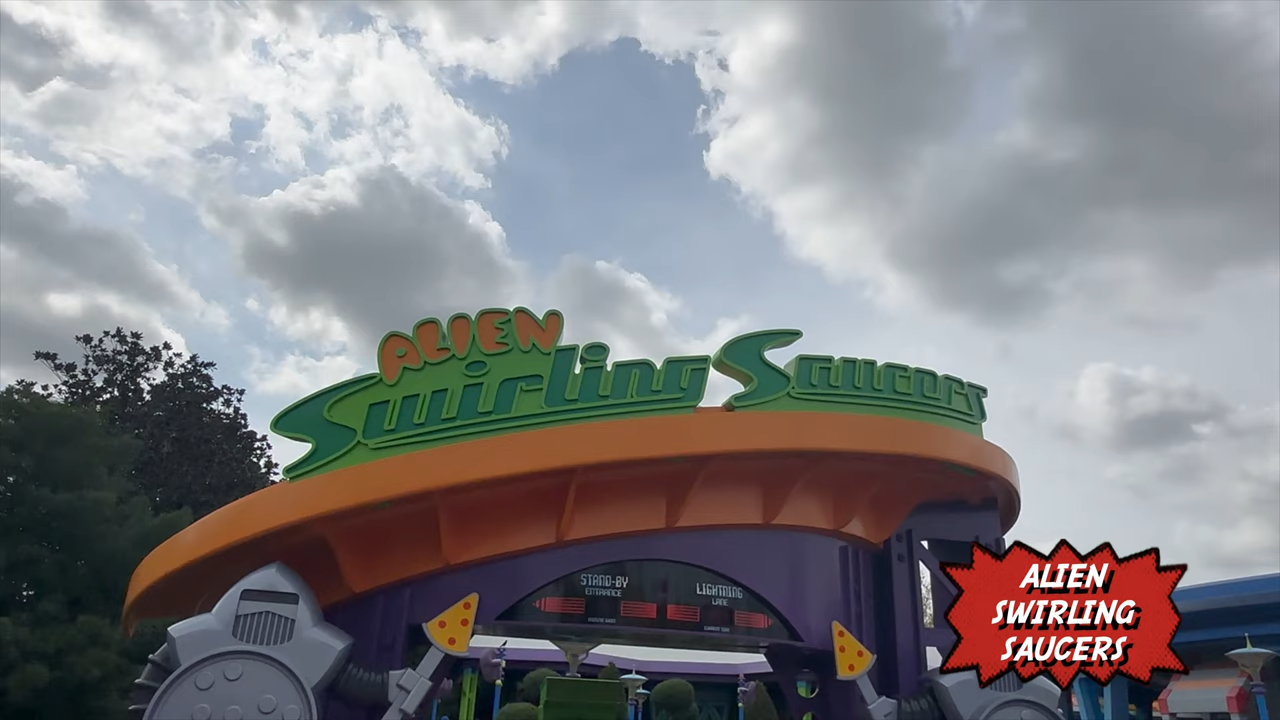 ALIEN
Swirling Saucers
STAND-BY
ENTRANCE
LIGHTNING
LANE
ALIEN
SWIRLING
SAUCERS